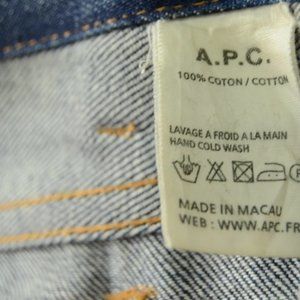 A.P.C.
100% COTON / COTTON
LAVAGE A FROID A LA MAIN
HAND COLD WASH
MADE IN MACAU
WEB : WWW.APC.FR